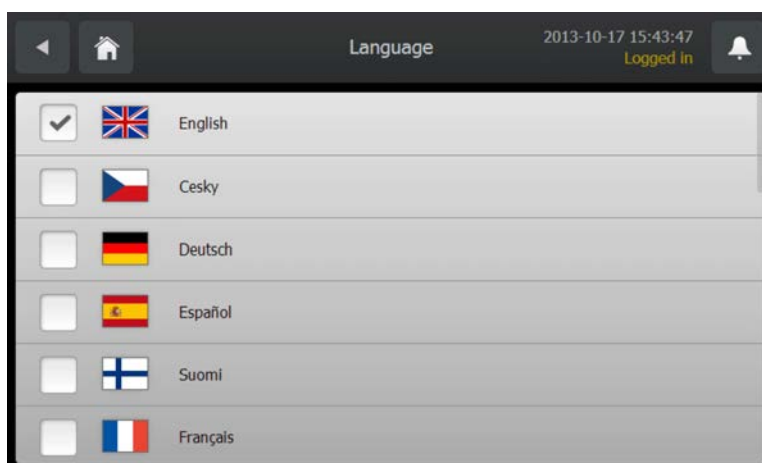 Language
2013-10-17 15:43:47
Logged in
English
Cesky
Deutsch
Español
Suomi
Français